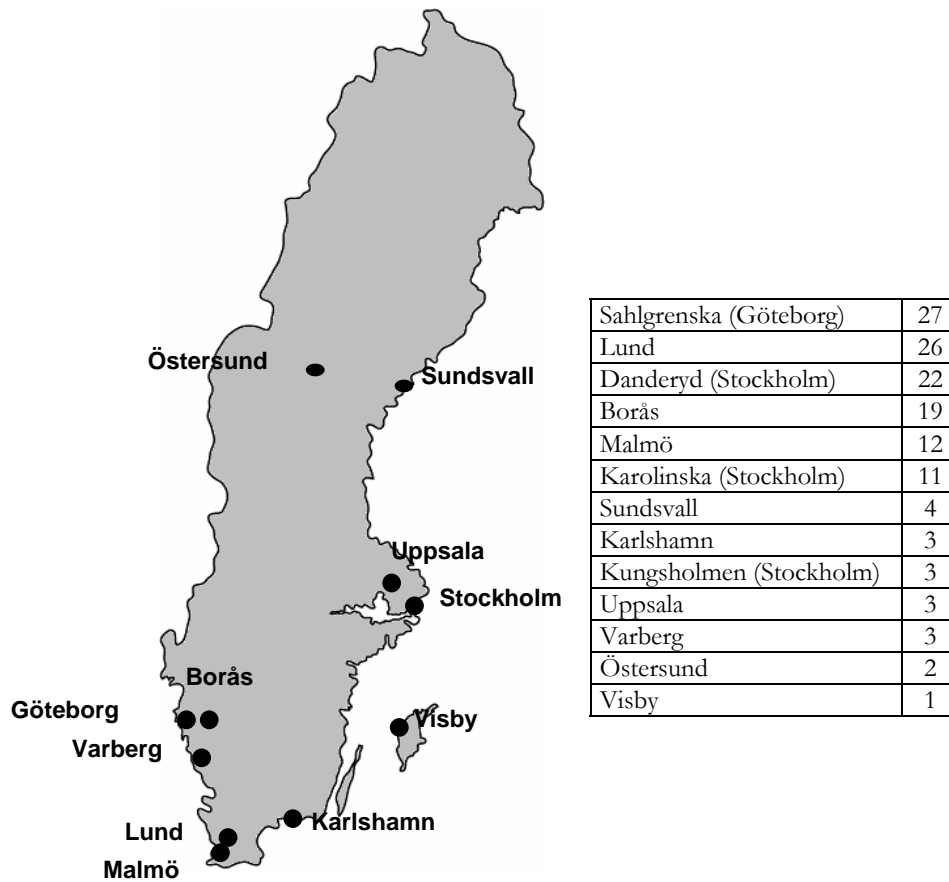 Östersund
Sundsvall
Uppsala
Stockholm
Borås
Göteborg
Visby
Varberg
Karlshamn
Lund
Malmö
Sahlgrenska (Göteborg) 27
Lund 26
Danderyd (Stockholm) 22
Borås 19
Malmö 12
Karolinska (Stockholm) 11
Sundsvall 4
Karlshamn 3
Kungsholmen (Stockholm) 3
Uppsala 3
Varberg 3
Östersund 2
Visby 1